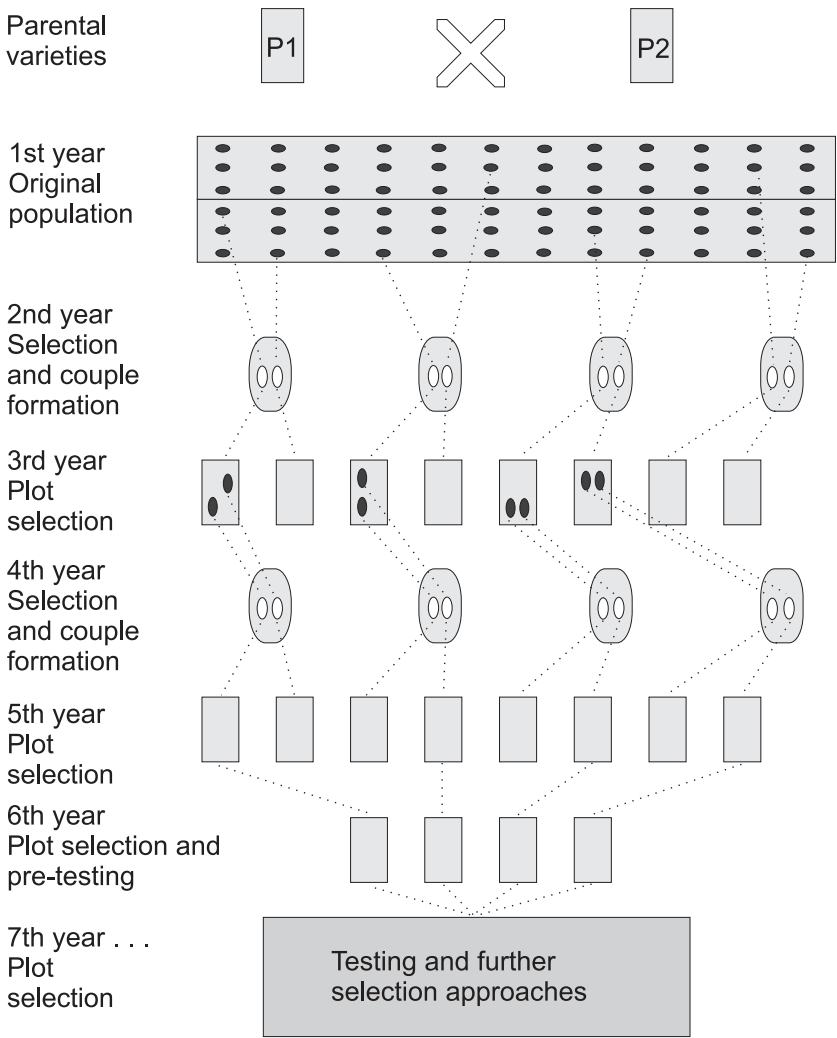 Parental
varieties
P1
P2
1st year
Original
population
2nd year
Selection
and couple
formation
3rd year
Plot
selection
4th year
Selection
and couple
formation
5th year
Plot
selection
6th year
Plot selection and
pre-testing
7th year . . .
Plot
selection
Testing and further
selection approaches